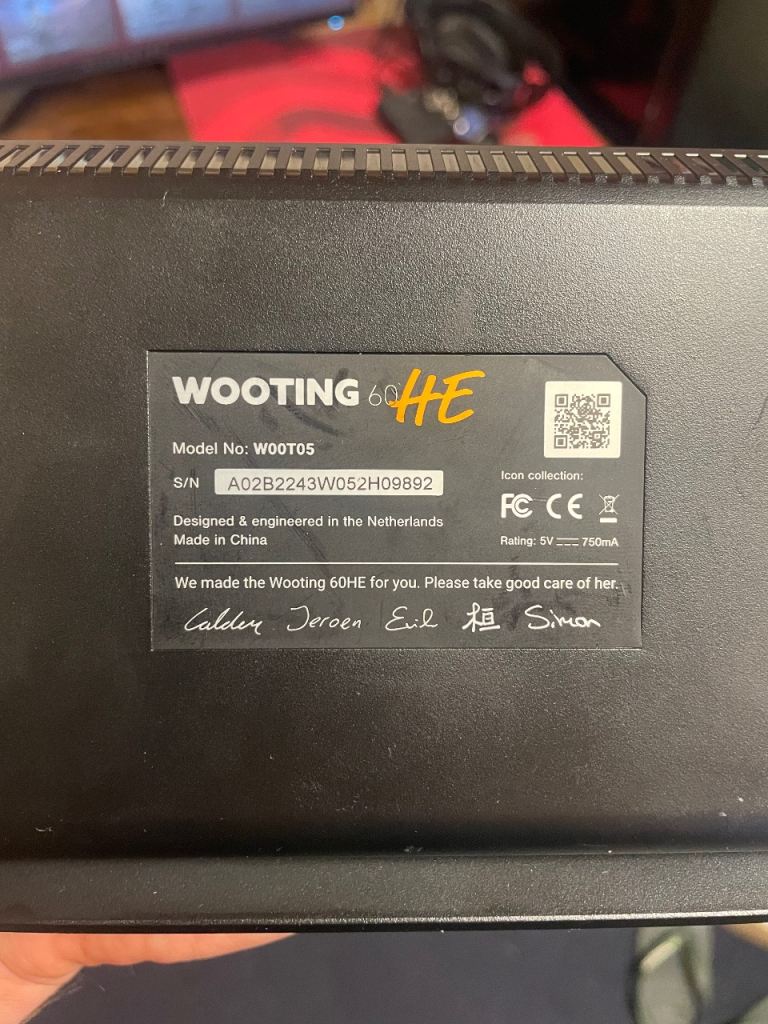 WOOTING 60HE
Model No: W00T05
S/N A02B2243W052H09892
Designed & engineered in the Netherlands
Made in China
Icon collection:
FC CE
Rating: 5V ⎓ 750mA
We made the Wooting 60HE for you. Please take good care of her.
Calder Jeroen Erik 桓 Simon